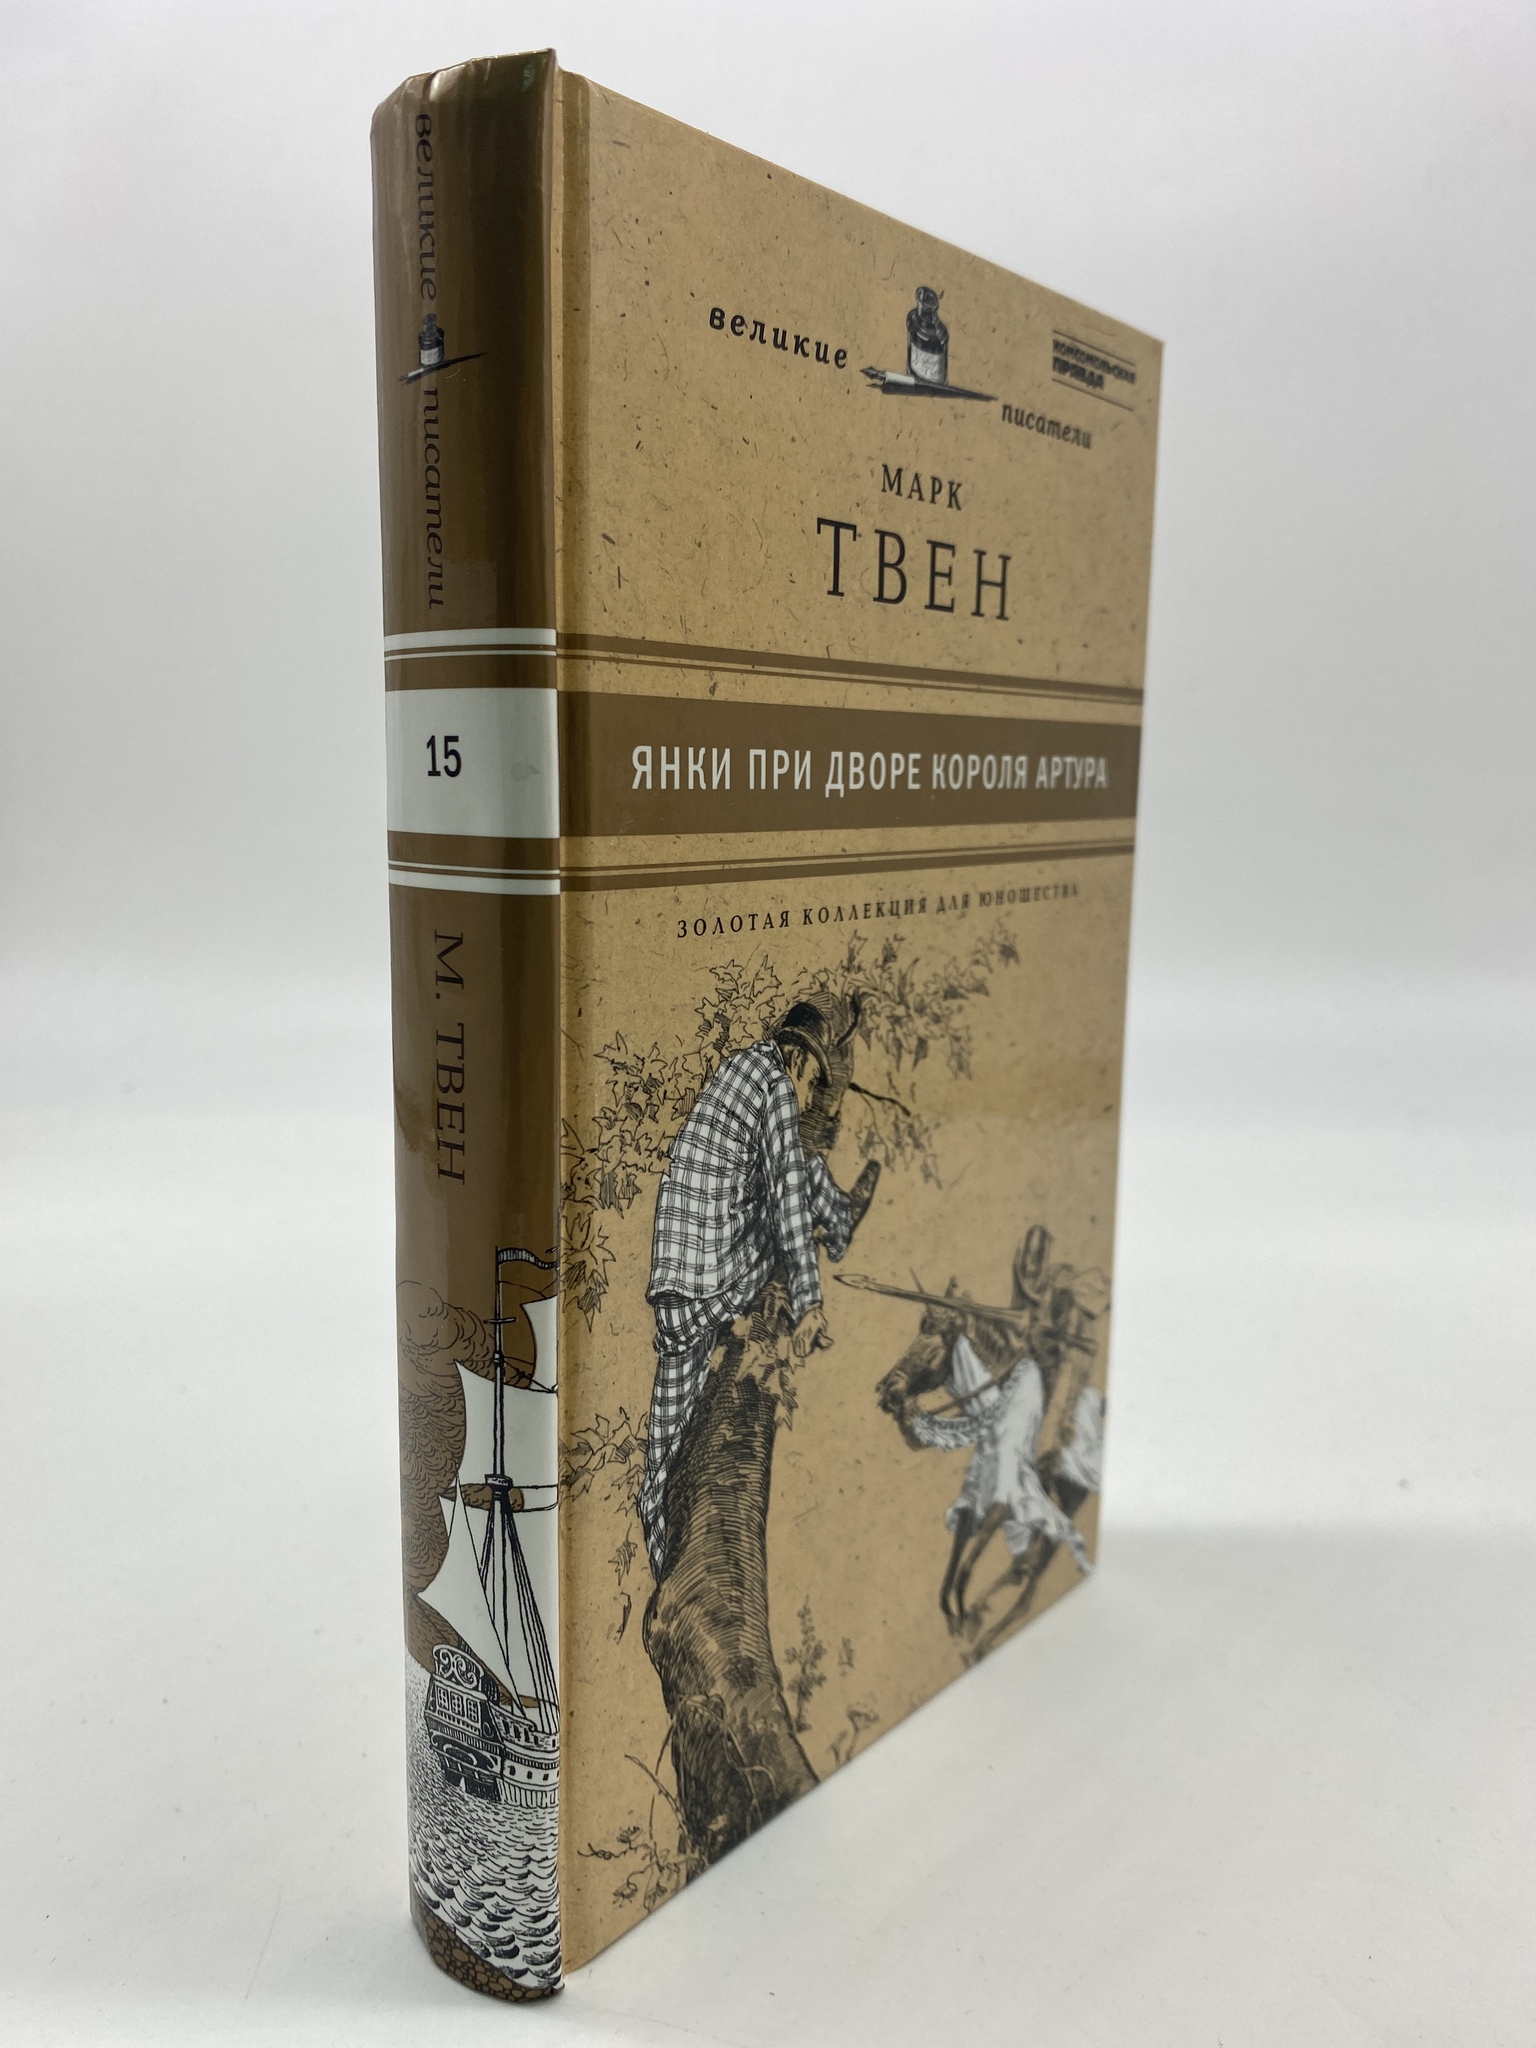 великие писатели
15
М. ТВЕН
великие писатели
КОМСОМОЛЬСКАЯ
ПРАВДА
МАРК
ТВЕН
ЯНКИ ПРИ ДВОРЕ КОРОЛЯ АРТУРА
ЗОЛОТАЯ КОЛЛЕКЦИЯ ДЛЯ ЮНОШЕСТВА